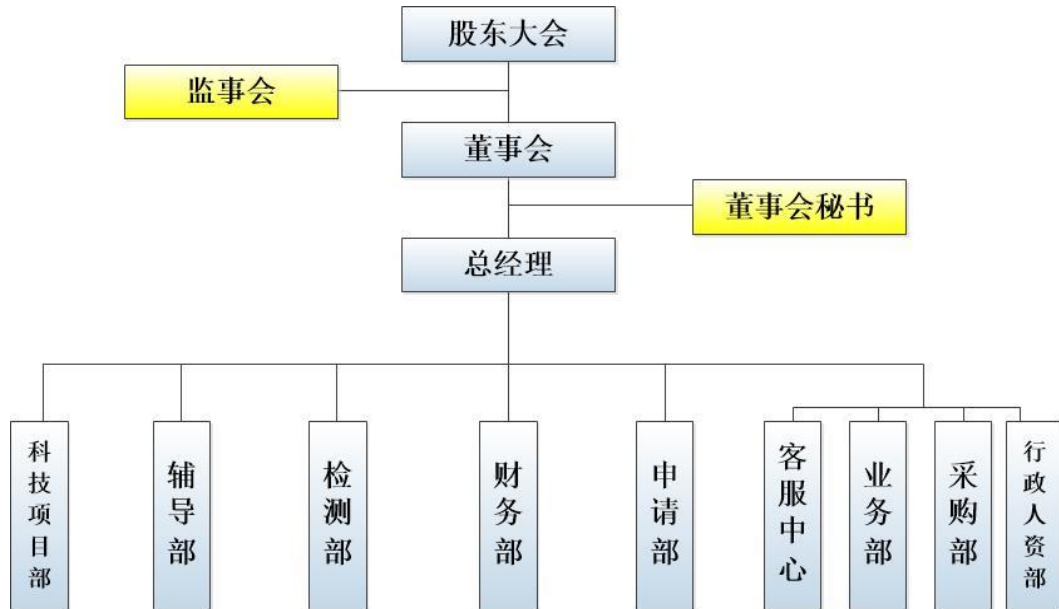 股东大会
监事会
董事会
董事会秘书
总经理
科技项目部
辅导部
检测部
财务部
申请部
客服中心
业务部
采购部
行政人资部